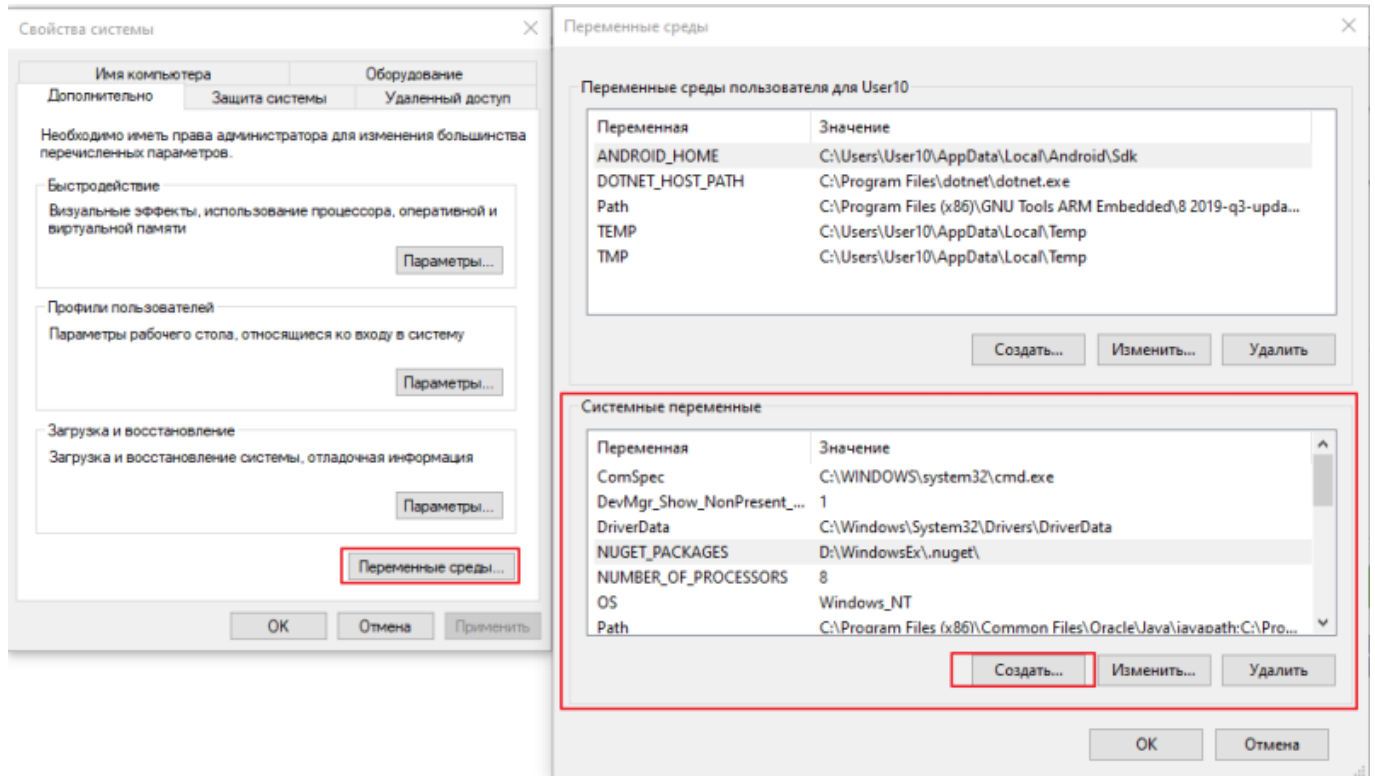 Свойства системы
Имя компьютера
Оборудование
Дополнительно
Защита системы
Удаленный доступ
Необходимо иметь права администратора для изменения большинства
перечисленных параметров.
Быстродействие
Визуальные эффекты, использование процессора, оперативной и
виртуальной памяти
Параметры...
Профили пользователей
Параметры рабочего стола, относящиеся ко входу в систему
Параметры...
Загрузка и восстановление
Загрузка и восстановление системы, отладочная информация
Параметры...
Переменные среды...
OK
Отмена
Применить
Переменные среды
Переменные среды пользователя для User10
Переменная Значение
ANDROID_HOME C:\Users\User10\AppData\Local\Android\Sdk
DOTNET_HOST_PATH C:\Program Files\dotnet\dotnet.exe
Path C:\Program Files (x86)\GNU Tools ARM Embedded\8 2019-q3-upda...
TEMP C:\Users\User10\AppData\Local\Temp
TMP C:\Users\User10\AppData\Local\Temp
Создать...
Изменить...
Удалить
Системные переменные
Переменная Значение
ComSpec C:\WINDOWS\system32\cmd.exe
DevMgr_Show_NonPresent_... 1
DriverData C:\Windows\System32\Drivers\DriverData
NUGET_PACKAGES D:\WindowsEx\.nuget\
NUMBER_OF_PROCESSORS 8
OS Windows_NT
Path C:\Program Files (x86)\Common Files\Oracle\Java\javapath;C:\Pro...
Создать...
Изменить...
Удалить
OK
Отмена